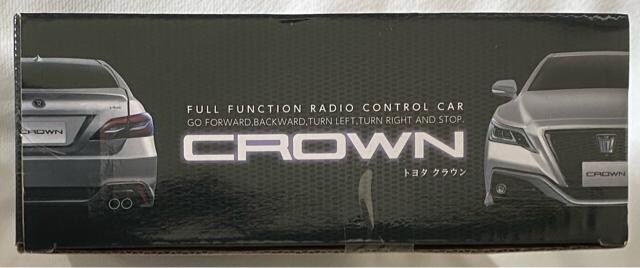 FULL FUNCTION RADIO CONTROL CAR
GO FORWARD,BACKWARD,TURN LEFT,TURN RIGHT AND STOP.
CROWN
トヨタ クラウン
CROWN
CROWN